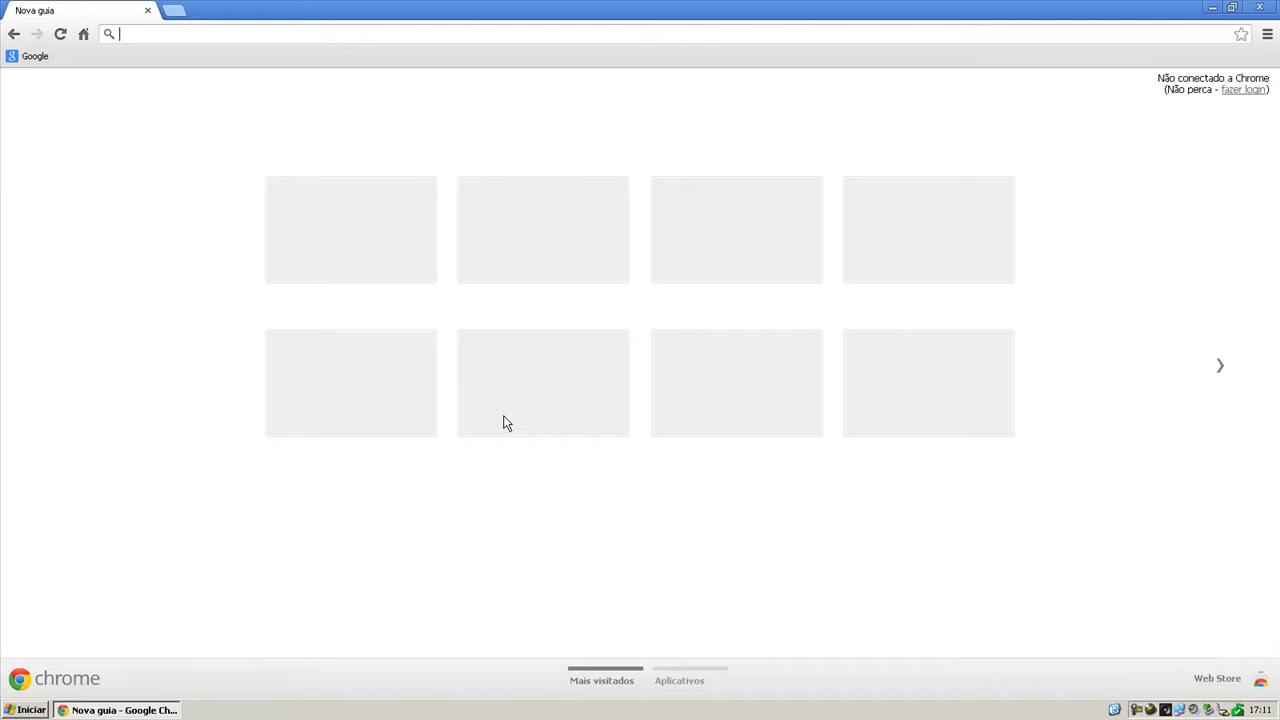 Nova guia
Google
Não conectado a Chrome
(Não perca - fazer login)
chrome
Mais visitados
Aplicativos
Web Store
Iniciar
Nova guia - Google Ch...
17:11